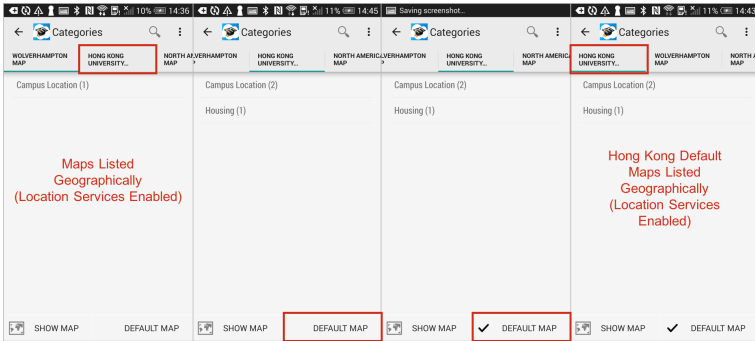 10% 14:36
Categories
WOLVERHAMPTON MAP
HONG KONG UNIVERSITY...
NORTH AM
MAP
Campus Location (1)
Maps Listed
Geographically
(Location Services Enabled)
SHOW MAP
DEFAULT MAP
11% 14:45
Categories
VERHAMPTON
HONG KONG UNIVERSITY...
NORTH AMERICA
MAP
Campus Location (2)
Housing (1)
SHOW MAP
DEFAULT MAP
Saving screenshot...
Categories
VERHAMPTON
HONG KONG UNIVERSITY...
NORTH AMERICA
MAP
Campus Location (2)
Housing (1)
SHOW MAP
DEFAULT MAP
11% 14:43
Categories
HONG KONG UNIVERSITY...
WOLVERHAMPTON MAP
NORTH A
MAP
Campus Location (2)
Housing (1)
Hong Kong Default
Maps Listed
Geographically
(Location Services
Enabled)
SHOW MAP
DEFAULT MAP